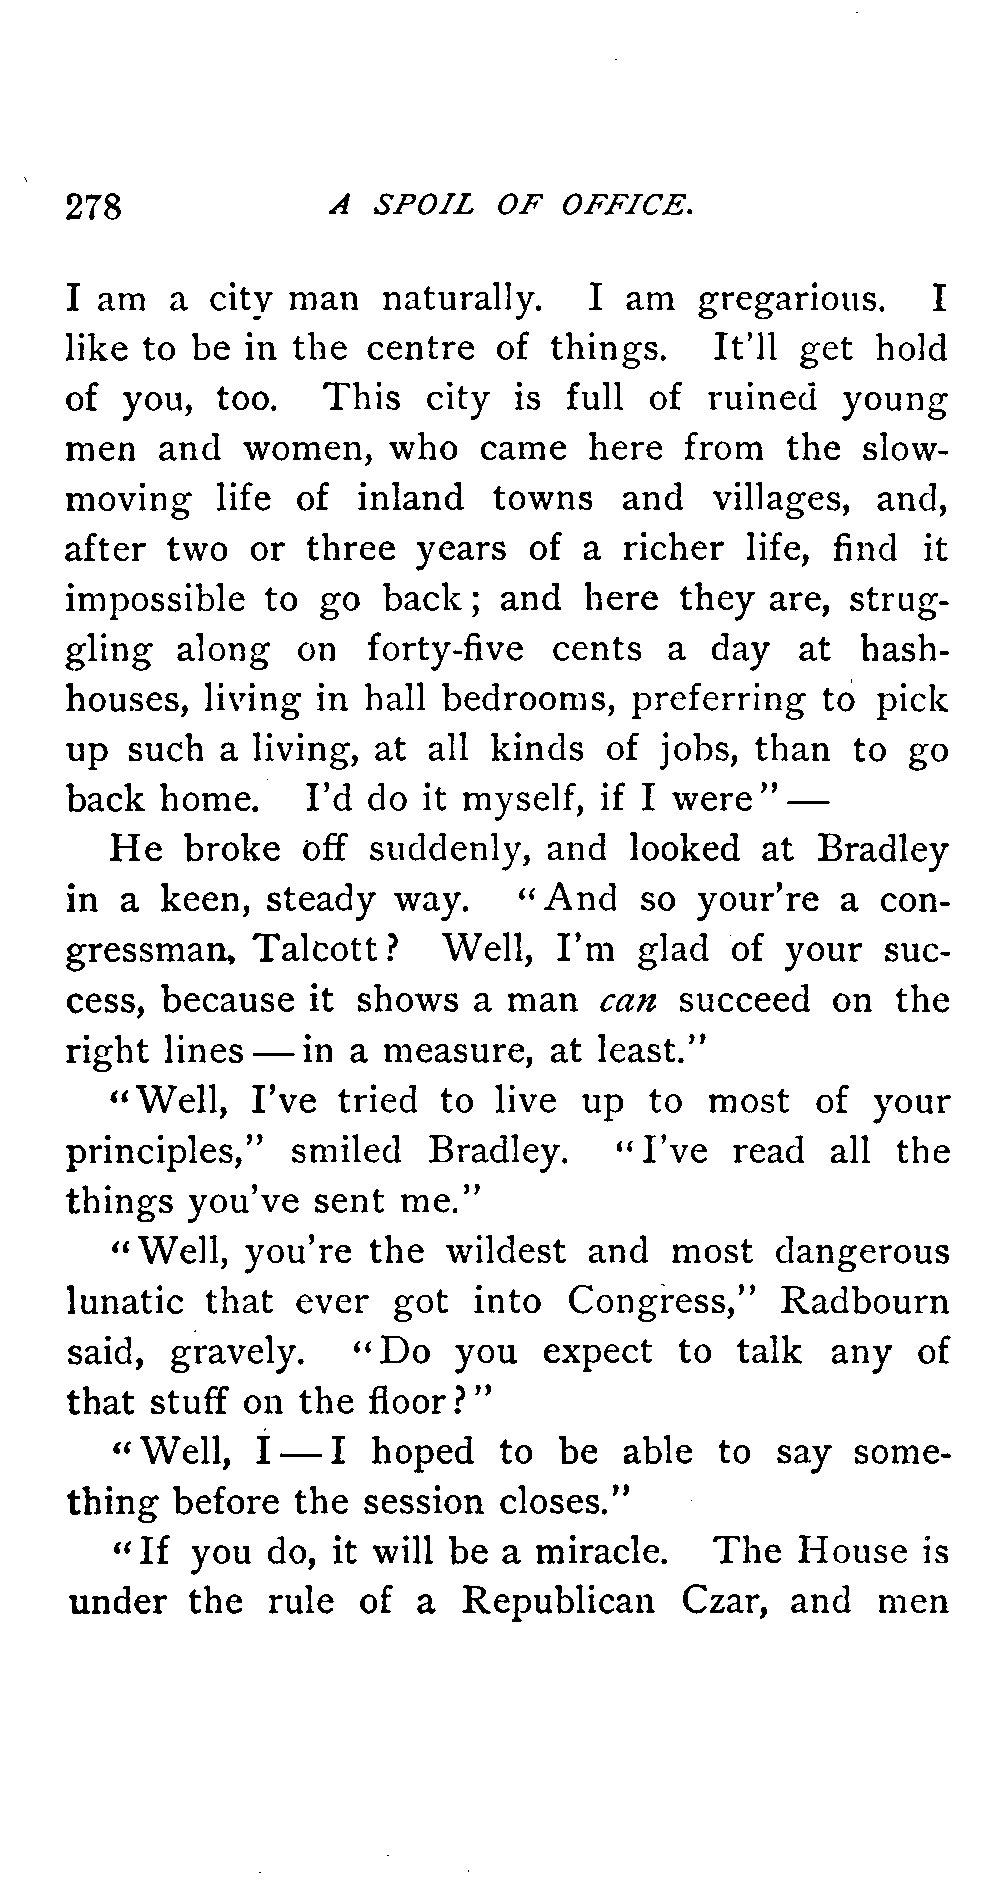 278 A SPOIL OF OFFICE.
I am a city man naturally. I am gregarious. I
like to be in the centre of things. It'll get hold
of you, too. This city is full of ruined young
men and women, who came here from the slow-
moving life of inland towns and villages, and,
after two or three years of a richer life, find it
impossible to go back; and here they are, strug-
gling along on forty-five cents a day at hash-
houses, living in hall bedrooms, preferring to pick
up such a living, at all kinds of jobs, than to go
back home. I'd do it myself, if I were" —
He broke off suddenly, and looked at Bradley
in a keen, steady way. "And so your're a con-
gressman, Talcott? Well, I'm glad of your suc-
cess, because it shows a man can succeed on the
right lines — in a measure, at least."
"Well, I've tried to live up to most of your
principles," smiled Bradley. "I've read all the
things you've sent me."
"Well, you're the wildest and most dangerous
lunatic that ever got into Congress," Radbourn
said, gravely. "Do you expect to talk any of
that stuff on the floor?"
"Well, I — I hoped to be able to say some-
thing before the session closes."
"If you do, it will be a miracle. The House is
under the rule of a Republican Czar, and men